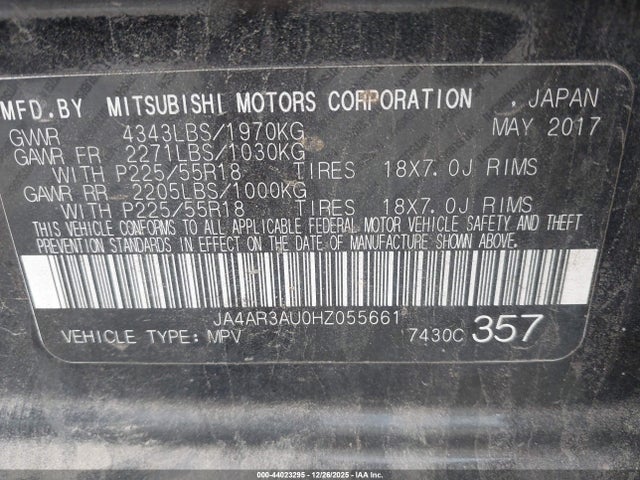 MFD.BY MITSUBISHI MOTORS CORPORATION . JAPAN
GVWR 4343LBS/1970KG MAY 2017
GAWR FR 2271LBS/1030KG
WITH P225/55R18 TIRES 18X7.0J RIMS
GAWR RR 2205LBS/1000KG
WITH P225/55R18 TIRES 18X7.0J RIMS
THIS VEHICLE CONFORMS TO ALL APPLICABLE FEDERAL MOTOR VEHICLE SAFETY AND THEFT
PREVENTION STANDARDS IN EFFECT ON THE DATE OF MANUFACTURE SHOWN ABOVE.
JA4AR3AU0HZ055661
VEHICLE TYPE: MPV 7430C 357
000-44023295 - 12/26/2025 - IAA Inc.